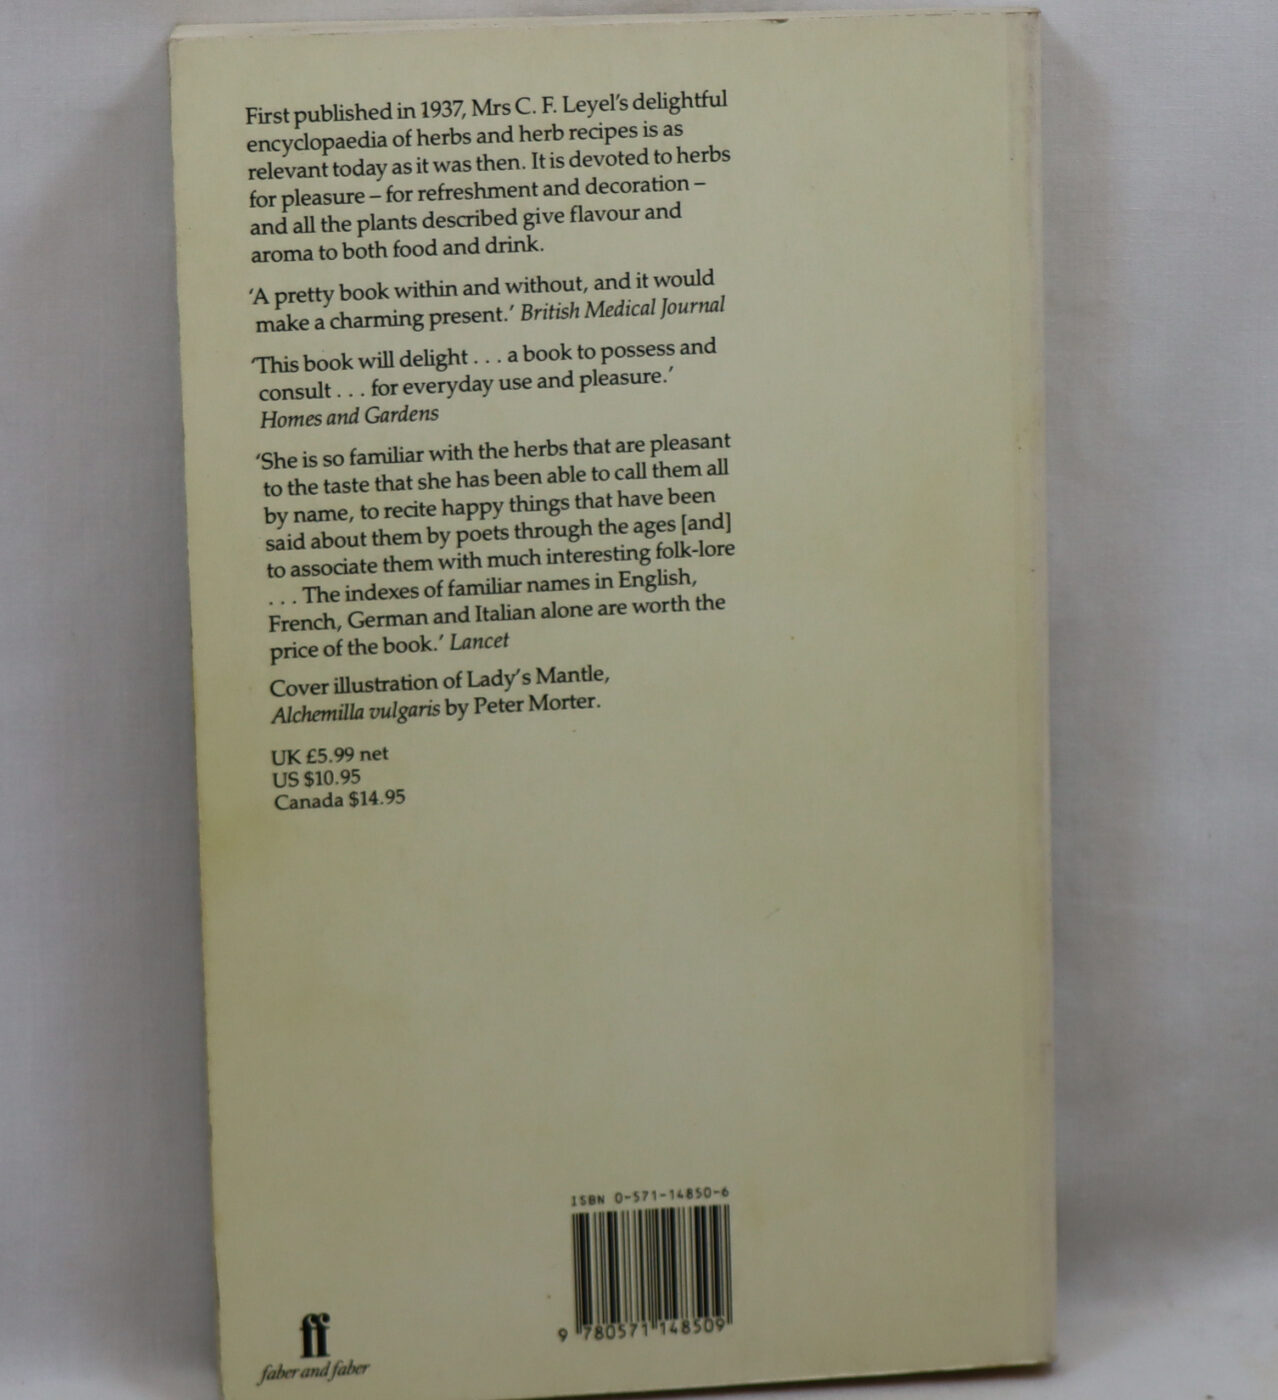 First published in 1937, Mrs C. F. Leyel's delightful
encyclopaedia of herbs and herb recipes is as
relevant today as it was then. It is devoted to herbs
for pleasure – for refreshment and decoration –
and all the plants described give flavour and
aroma to both food and drink.
'A pretty book within and without, and it would
make a charming present.' British Medical Journal
'This book will delight . . . a book to possess and
consult . . . for everyday use and pleasure.'
Homes and Gardens
'She is so familiar with the herbs that are pleasant
to the taste that she has been able to call them all
by name, to recite happy things that have been
said about them by poets through the ages [and]
to associate them with much interesting folk-lore
. . . The indexes of familiar names in English,
French, German and Italian alone are worth the
price of the book.' Lancet
Cover illustration of Lady's Mantle,
Alchemilla vulgaris by Peter Morter.
UK £5.99 net
US $10.95
Canada $14.95
ISBN 0-571-14850-6
9 780571 148509
ff
faber and faber